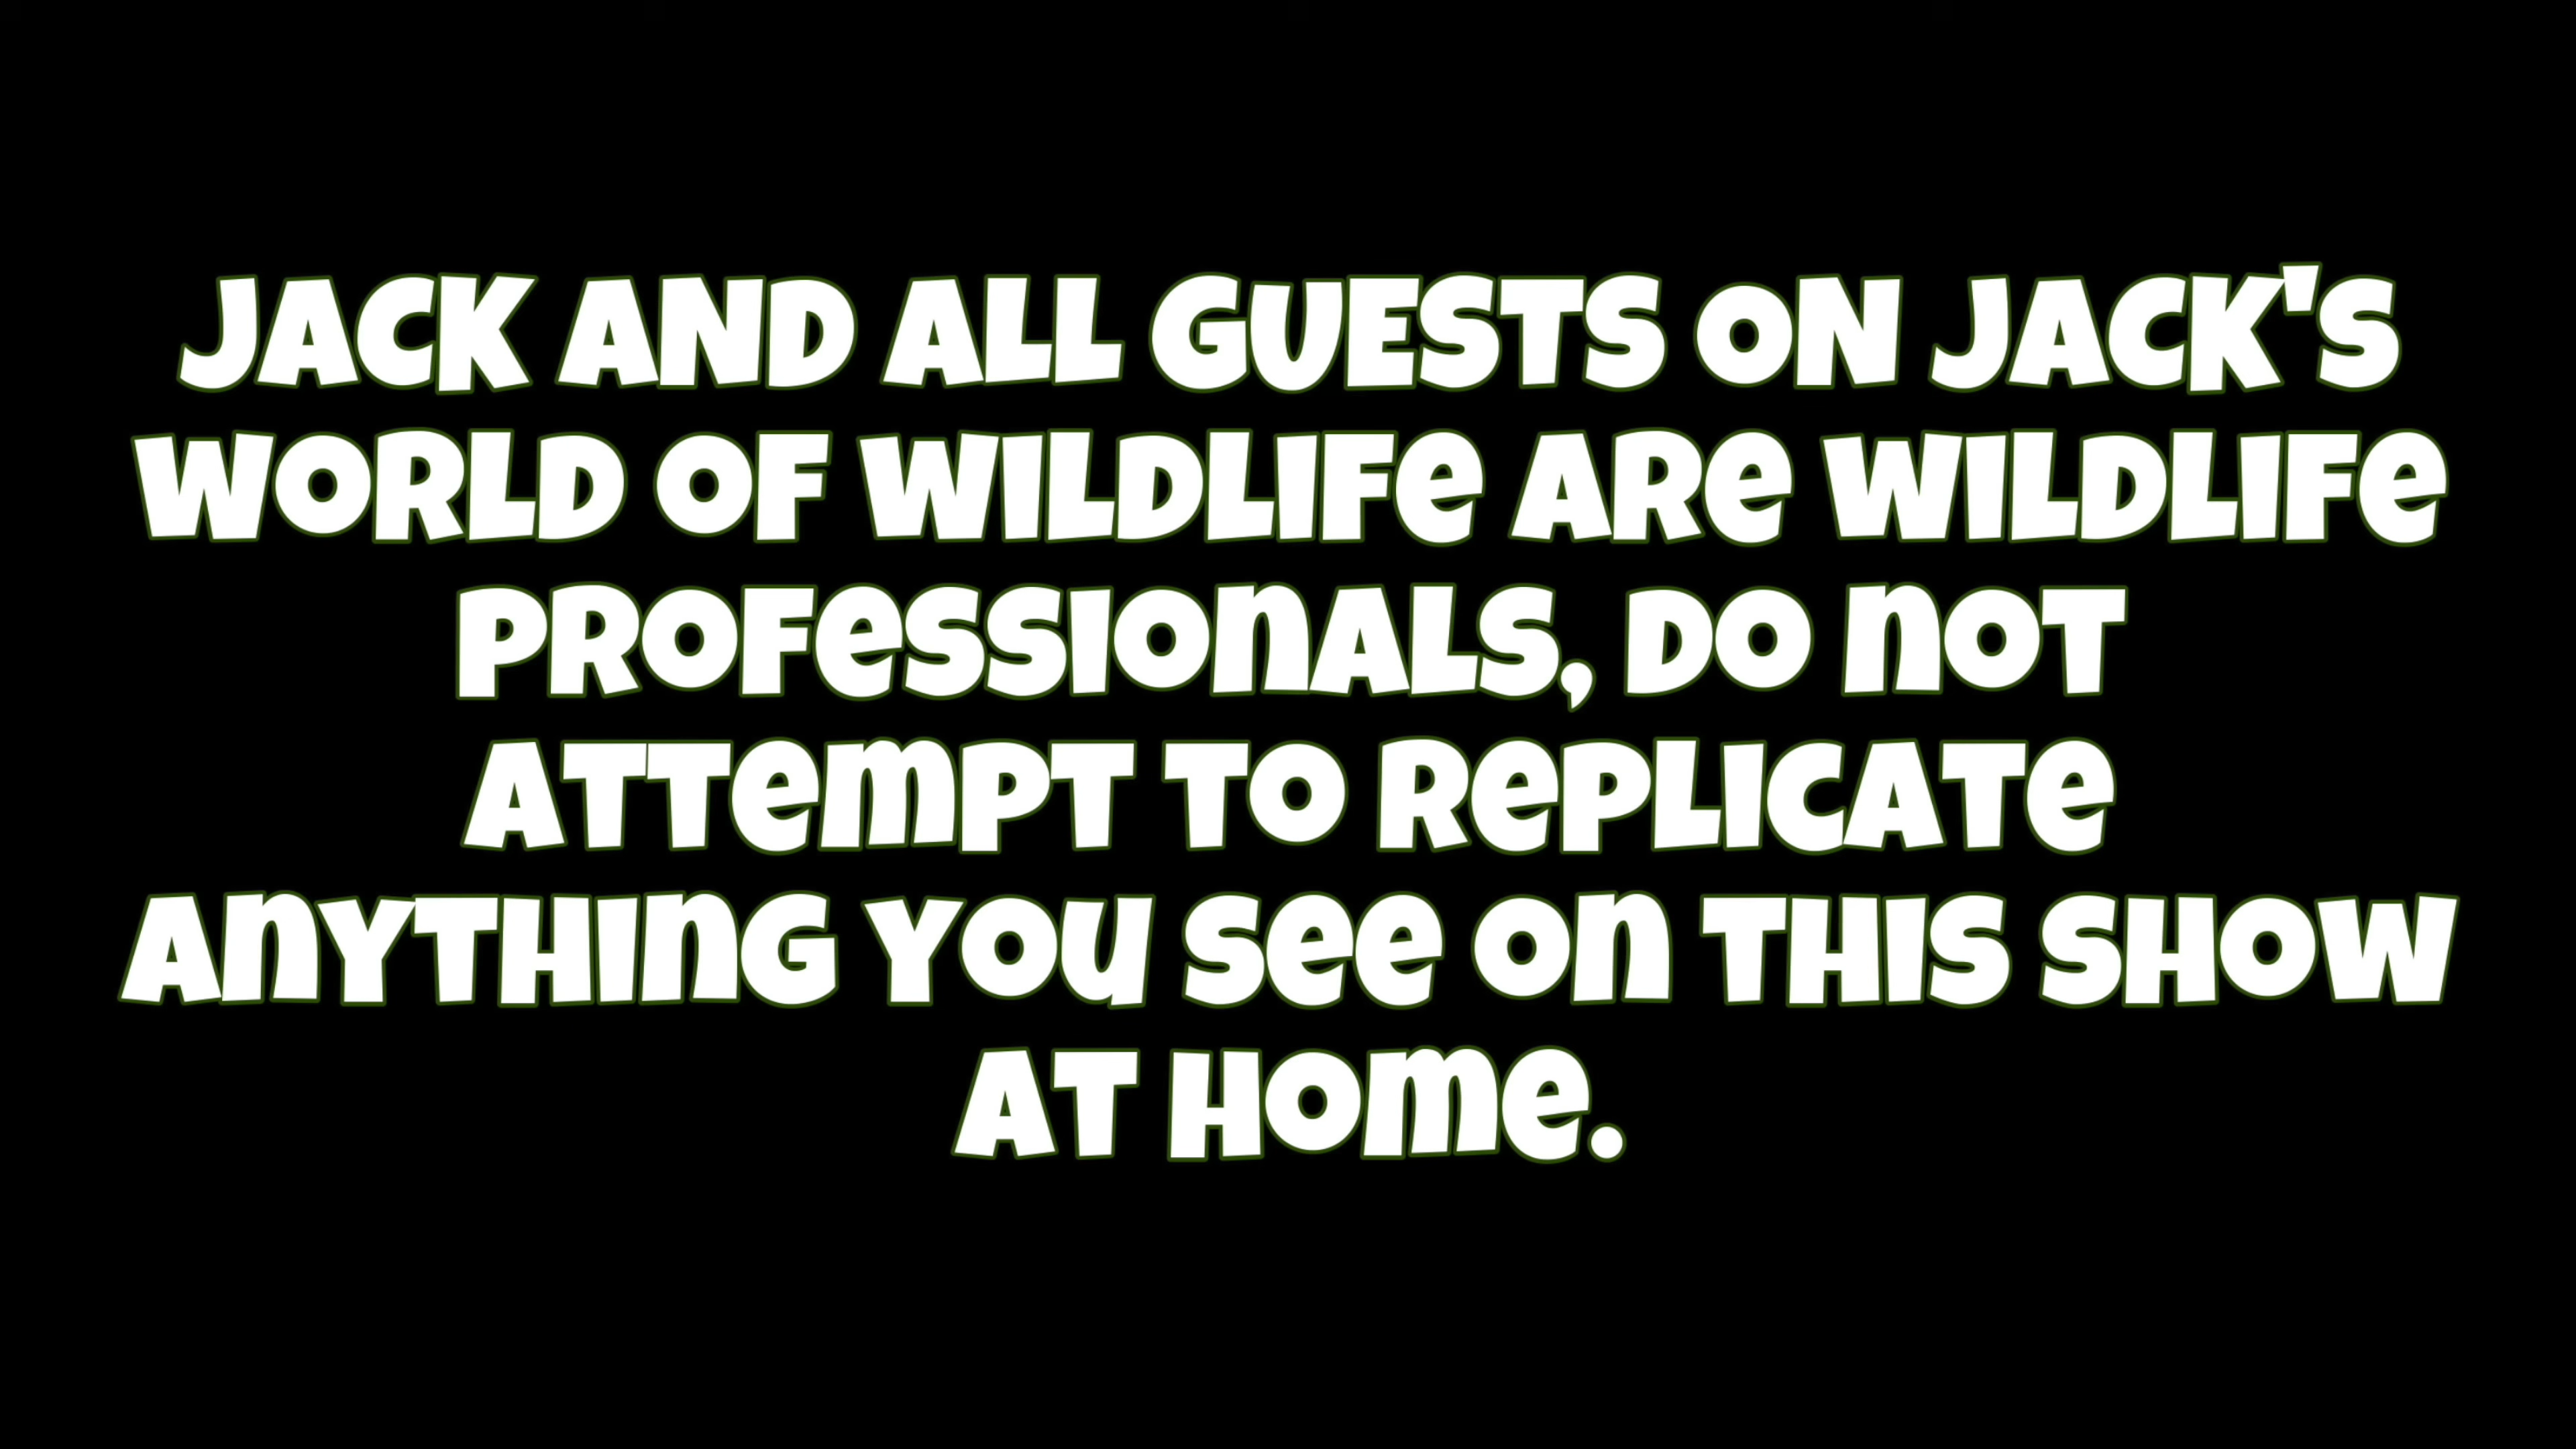 JACK AND ALL GUESTS ON JACK'S
WORLD OF WILDLIFE ARE WILDLIFE
PROFESSIONALS, DO NOT
ATTEMPT TO REPLICATE
ANYTHING YOU SEE ON THIS SHOW
AT HOME.